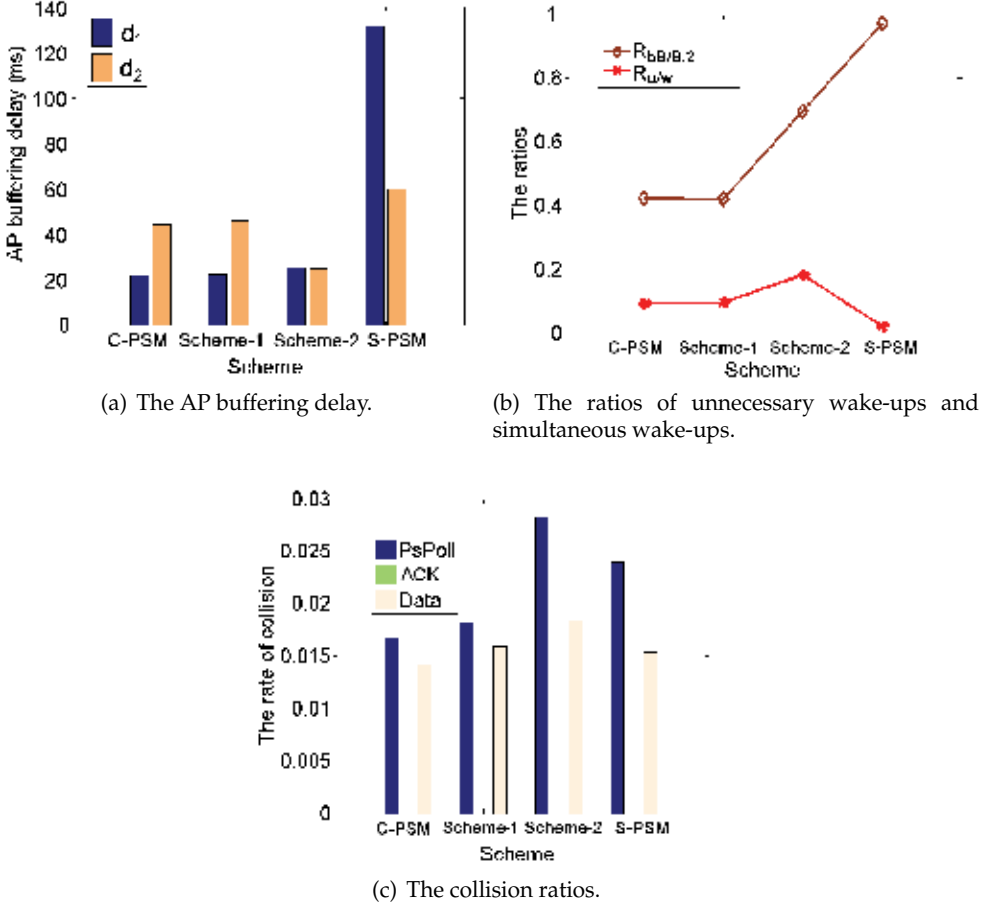 140
120
100
80
60
40
20
0
AP buffering delay (ms)
d₁
d₂
C-PSM Scheme-1 Scheme-2 S-PSM
Scheme
(a) The AP buffering delay.
1
0.8
0.6
0.4
0.2
0
The ratios
R_bB/B.2
R_u/w
C-PSM Scheme-1 Scheme-2 S-PSM
Scheme
(b) The ratios of unnecessary wake-ups and
simultaneous wake-ups.
0.03
0.025
0.02
0.015
0.01
0.005
0
The rate of collision
PsPoll
ACK
Data
C-PSM Scheme-1 Scheme-2 S-PSM
Scheme
(c) The collision ratios.